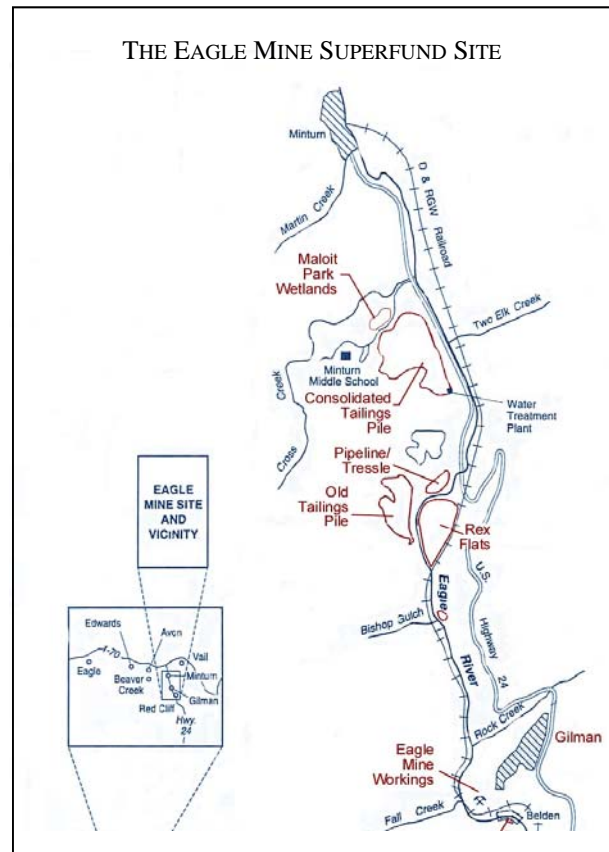 THE EAGLE MINE SUPERFUND SITE
Minturn
D & RGW Railroad
Martin Creek
Maloit
Park
Wetlands
Two Elk Creek
Minturn
Middle School
Cross Creek
Consolidated
Tailings
Pile
Water
Treatment
Plant
Pipeline/
Tressle
Old
Tailings
Pile
Rex
Flats
EAGLE
MINE SITE
AND
VICINITY
U.S. Highway 24
Eagle River
Bishop Gulch
Edwards
Avon
I-70
Vail
Eagle
Beaver
Creek
Minturn
Gilman
Red Cliff
Hwy.
24
Rock Creek
Gilman
Eagle
Mine
Workings
Fall Creek
Belden